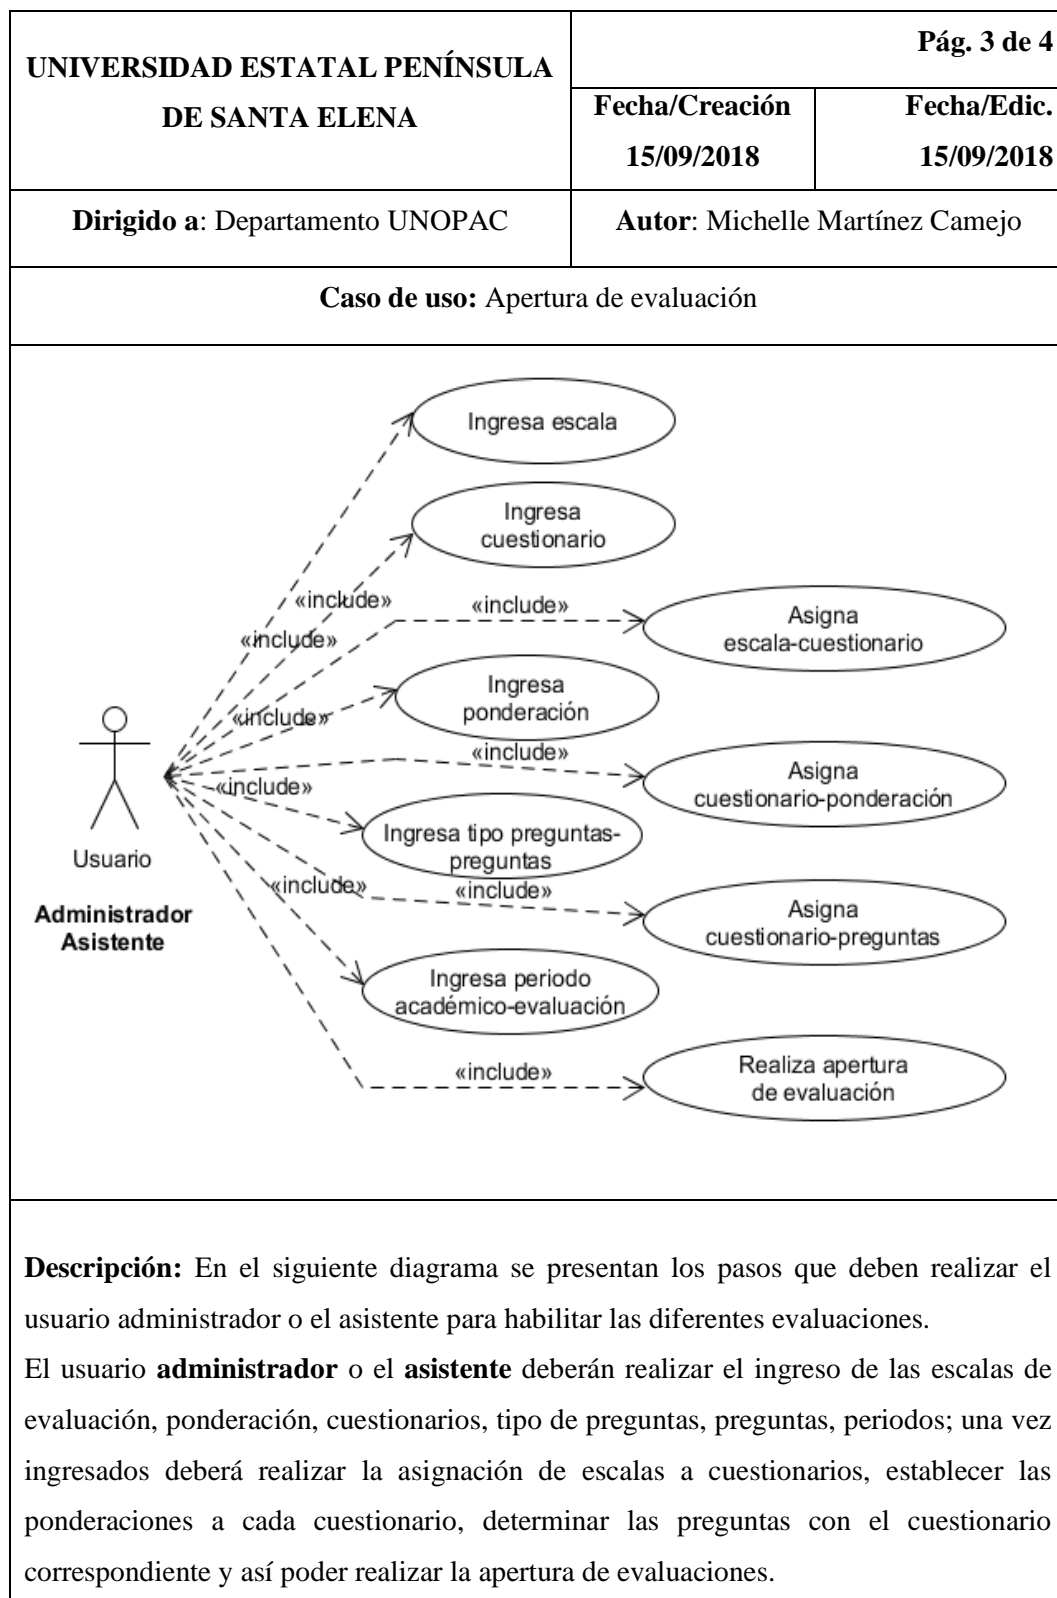 UNIVERSIDAD ESTATAL PENÍNSULA
DE SANTA ELENA
Pág. 3 de 4
Fecha/Creación
15/09/2018
Fecha/Edic.
15/09/2018
Dirigido a: Departamento UNOPAC
Autor: Michelle Martínez Camejo
Caso de uso: Apertura de evaluación
Ingresa escala
Ingresa
cuestionario
«include»
«include»
«include»
Asigna
escala-cuestionario
Ingresa
ponderación
«include»
«include»
Asigna
cuestionario-ponderación
«include»
Ingresa tipo preguntas-
preguntas
«include»
«include»
Asigna
cuestionario-preguntas
Usuario
Administrador
Asistente
Ingresa periodo
académico-evaluación
«include»
Realiza apertura
de evaluación
Descripción: En el siguiente diagrama se presentan los pasos que deben realizar el
usuario administrador o el asistente para habilitar las diferentes evaluaciones.
El usuario administrador o el asistente deberán realizar el ingreso de las escalas de
evaluación, ponderación, cuestionarios, tipo de preguntas, preguntas, periodos; una vez
ingresados deberá realizar la asignación de escalas a cuestionarios, establecer las
ponderaciones a cada cuestionario, determinar las preguntas con el cuestionario
correspondiente y así poder realizar la apertura de evaluaciones.